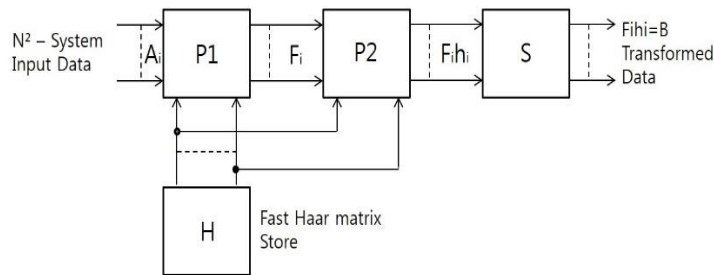 N² – System
Input Data
Aᵢ
P1
Fᵢ
P2
Fᵢhᵢ
S
Fihi=B
Transformed
Data
H
Fast Haar matrix
Store